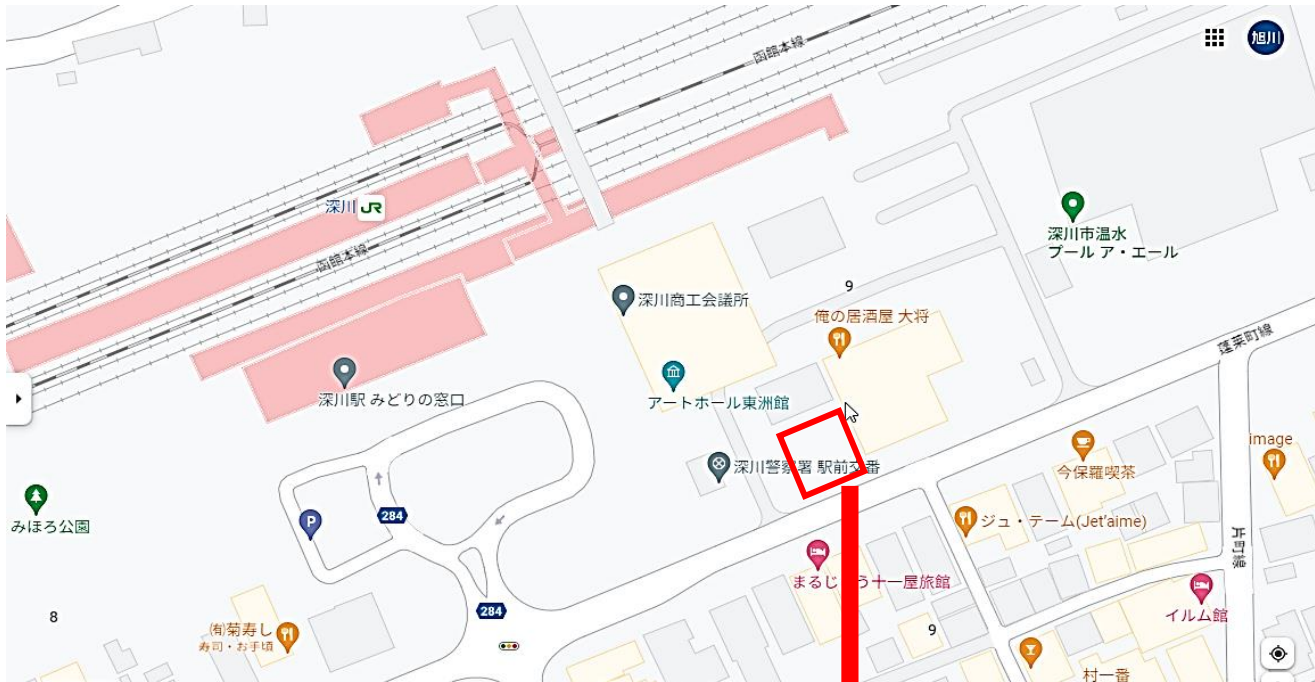 函館本線
旭川
深川
JR
函館本線
深川市温水
プール ア・エール
深川商工会議所
9
俺の居酒屋 大将
蓬莱町線
深川駅 みどりの窓口
アートホール東洲館
深川警察署 駅前交番
今保羅喫茶
image
みほろ公園
P
284
ジュ・テーム(Jet'aime)
片町線
まるじ う十一屋旅館
イルム館
284
8
(有)菊寿し
寿司・お手頃
9
村一番